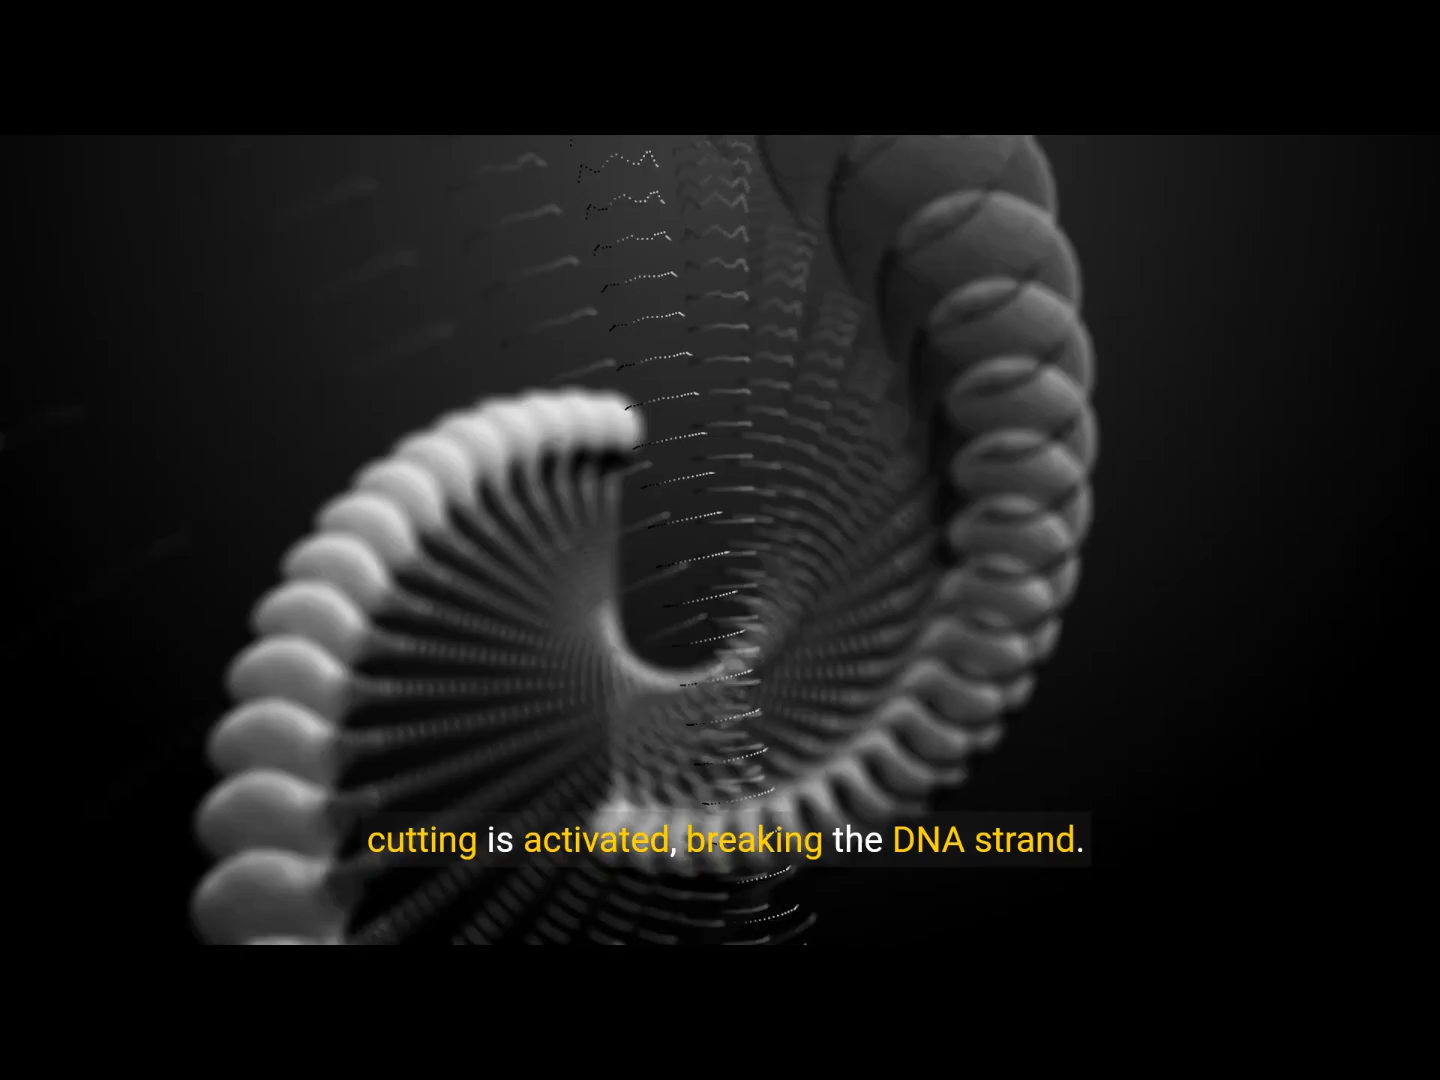 cutting is activated, breaking the DNA strand.